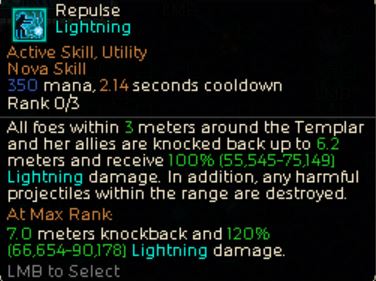 Repulse
Lightning
Active Skill, Utility
Nova Skill
350 mana, 2.14 seconds cooldown
Rank 0/3
All foes within 3 meters around the Templar
and her allies are knocked back up to 6.2
meters and receive 100% (55,545-75,149)
Lightning damage. In addition, any harmful
projectiles within the range are destroyed.
At Max Rank:
7.0 meters knockback and 120%
(66,654-90,178) Lightning damage.
LMB to Select